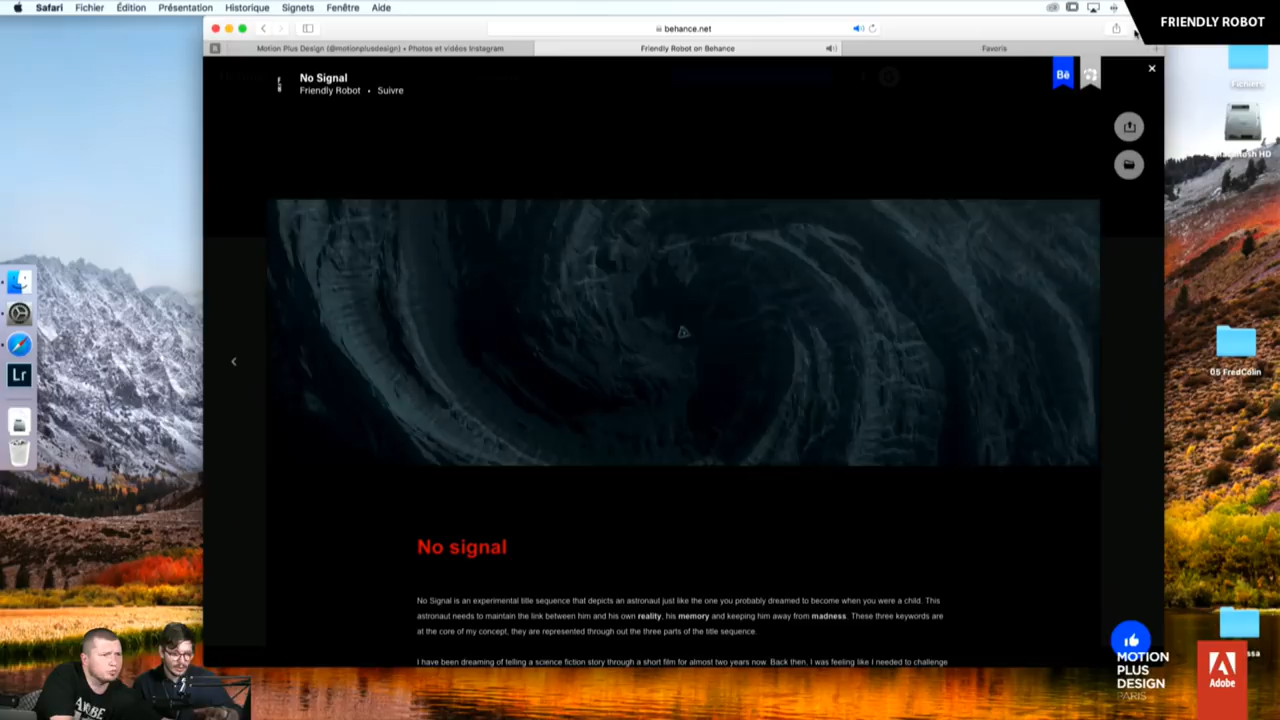 Safari Fichier Édition Présentation Historique Signets Fenêtre Aide
FRIENDLY ROBOT
behance.net
Motion Plus Design (@motionplusdesign) • Photos et vidéos Instagram
Friendly Robot on Behance
Favoris
No Signal
Friendly Robot • Suivre
Bē
Fichiers
Macintosh HD
Lr
05 FredColin
No signal
No Signal is an experimental title sequence that depicts an astronaut just like the one you probably dreamed to become when you were a child. This
astronaut needs to maintain the link between him and his own reality, his memory and keeping him away from madness. These three keywords are
at the core of my concept, they are represented through out the three parts of the title sequence.
I have been dreaming of telling a science fiction story through a short film for almost two years now. Back then, I was feeling like I needed to challenge
MOTION
PLUS
DESIGN
PARIS
Adobe